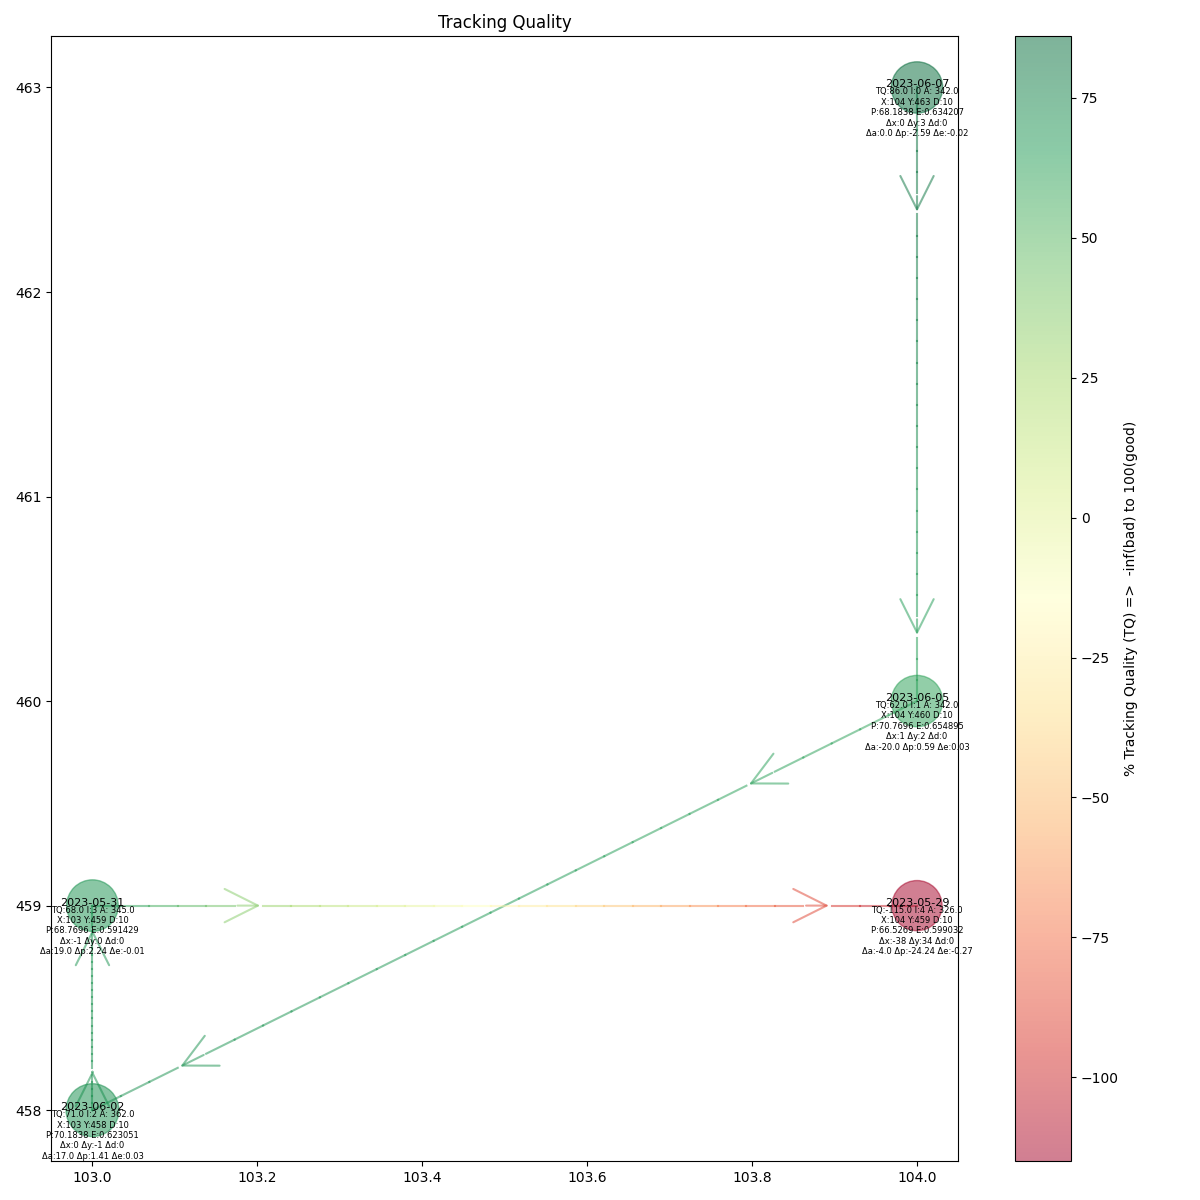 Tracking Quality
463
462
461
460
459
458
103.0
103.2
103.4
103.6
103.8
104.0
2023-06-07
TQ:86.0 I:0 A: 342.0
X:104 Y:463 D:10
P:68.1838 E:0.634207
Δx:0 Δy:3 Δd:0
Δa:0.0 Δp:-2.59 Δe:-0.02
2023-06-05
TQ:62.0 I:1 A: 342.0
X:104 Y:460 D:10
P:70.7696 E:0.654895
Δx:1 Δy:2 Δd:0
Δa:-20.0 Δp:0.59 Δe:0.03
2023-05-31
TQ:68.0 I:3 A: 345.0
X:103 Y:459 D:10
P:68.7696 E:0.591429
Δx:-1 Δy:0 Δd:0
Δa:19.0 Δp:2.24 Δe:-0.01
2023-05-29
TQ:-115.0 I:4 A: 326.0
X:104 Y:459 D:10
P:66.5269 E:0.599032
Δx:-38 Δy:34 Δd:0
Δa:-4.0 Δp:-24.24 Δe:-0.27
2023-06-02
TQ:71.0 I:2 A: 362.0
X:103 Y:458 D:10
P:70.1838 E:0.623051
Δx:0 Δy:-1 Δd:0
Δa:17.0 Δp:1.41 Δe:0.03
75
50
25
0
−25
−50
−75
−100
% Tracking Quality (TQ) => -inf(bad) to 100(good)